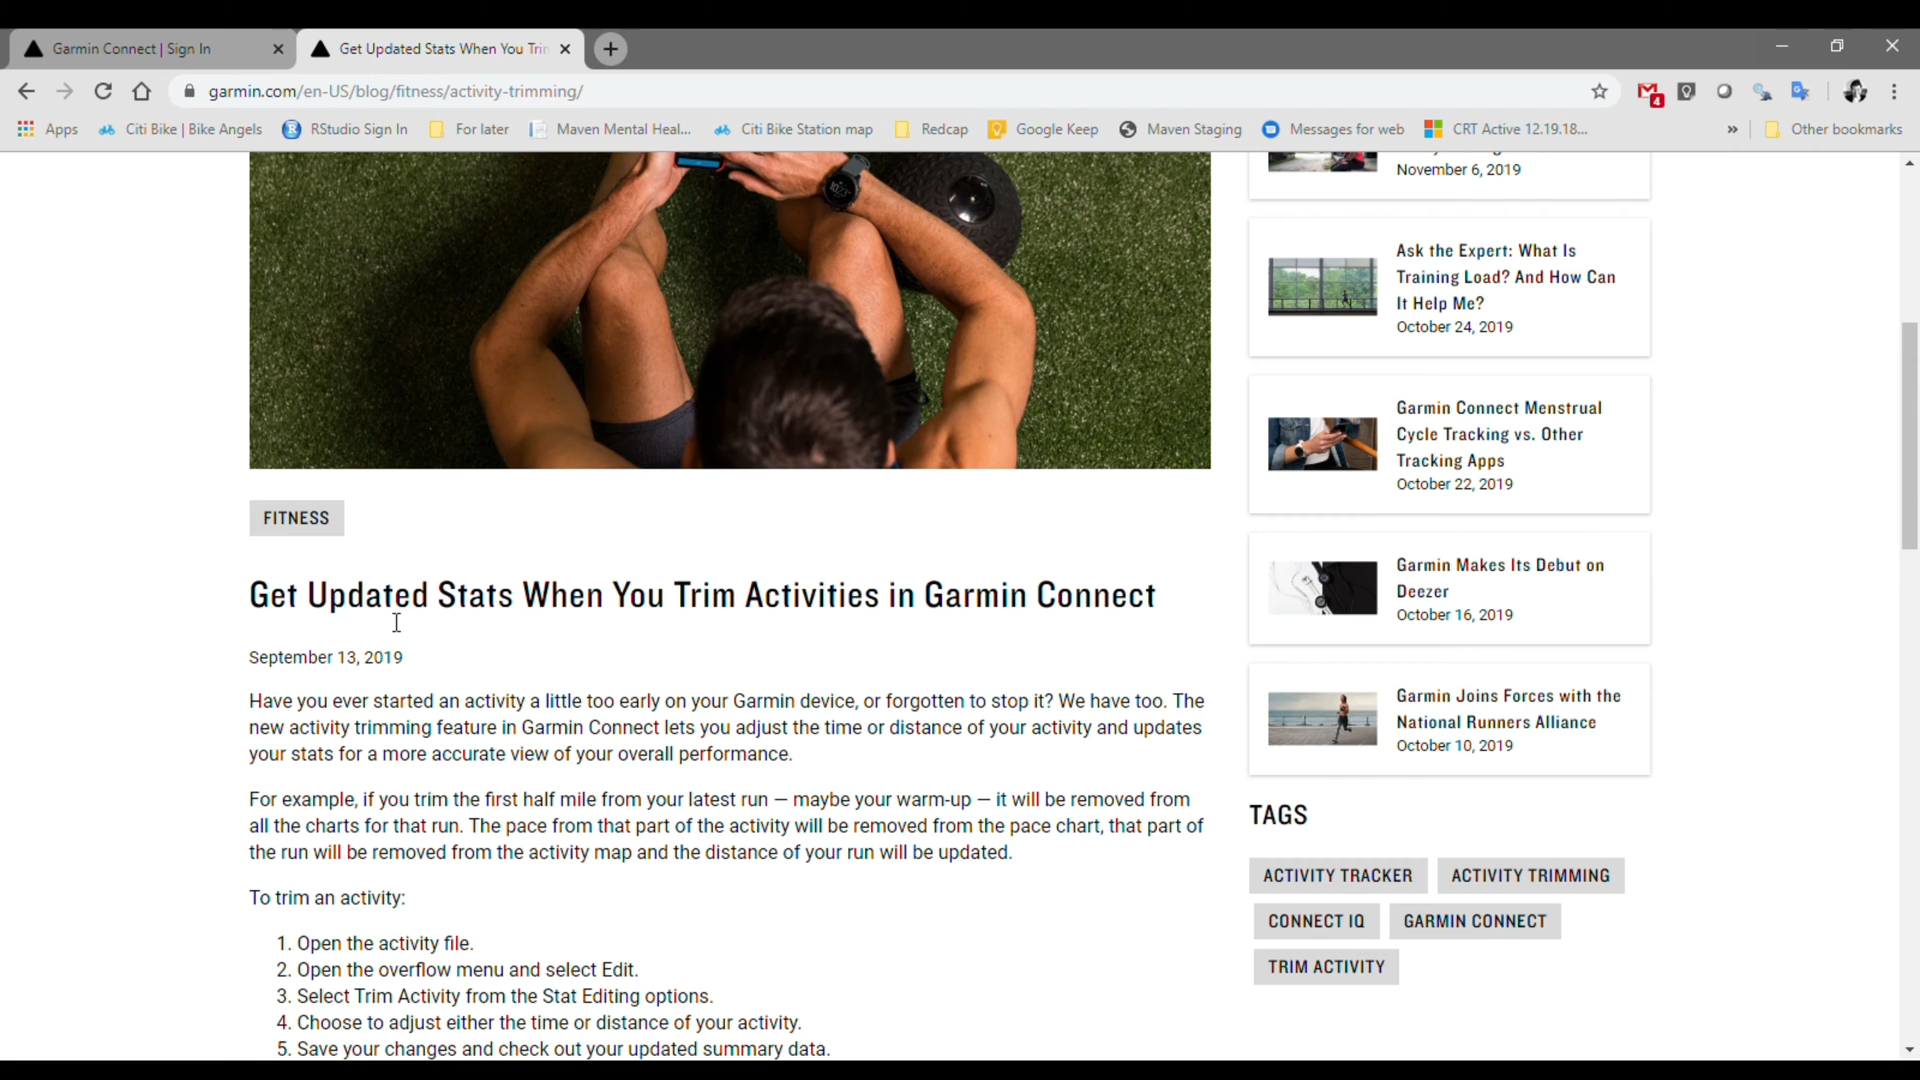 Garmin Connect | Sign In
Get Updated Stats When You Trin
garmin.com/en-US/blog/fitness/activity-trimming/
4
Apps
Citi Bike | Bike Angels
RStudio Sign In
For later
Maven Mental Heal...
Citi Bike Station map
Redcap
Google Keep
Maven Staging
Messages for web
CRT Active 12.19.18...
»
Other bookmarks
FITNESS
Get Updated Stats When You Trim Activities in Garmin Connect
September 13, 2019
Have you ever started an activity a little too early on your Garmin device, or forgotten to stop it? We have too. The
new activity trimming feature in Garmin Connect lets you adjust the time or distance of your activity and updates
your stats for a more accurate view of your overall performance.
For example, if you trim the first half mile from your latest run — maybe your warm-up — it will be removed from
all the charts for that run. The pace from that part of the activity will be removed from the pace chart, that part of
the run will be removed from the activity map and the distance of your run will be updated.
To trim an activity:
1. Open the activity file.
2. Open the overflow menu and select Edit.
3. Select Trim Activity from the Stat Editing options.
4. Choose to adjust either the time or distance of your activity.
5. Save your changes and check out your updated summary data.
November 6, 2019
Ask the Expert: What Is
Training Load? And How Can
It Help Me?
October 24, 2019
Garmin Connect Menstrual
Cycle Tracking vs. Other
Tracking Apps
October 22, 2019
Garmin Makes Its Debut on
Deezer
October 16, 2019
Garmin Joins Forces with the
National Runners Alliance
October 10, 2019
TAGS
ACTIVITY TRACKER
ACTIVITY TRIMMING
CONNECT IQ
GARMIN CONNECT
TRIM ACTIVITY